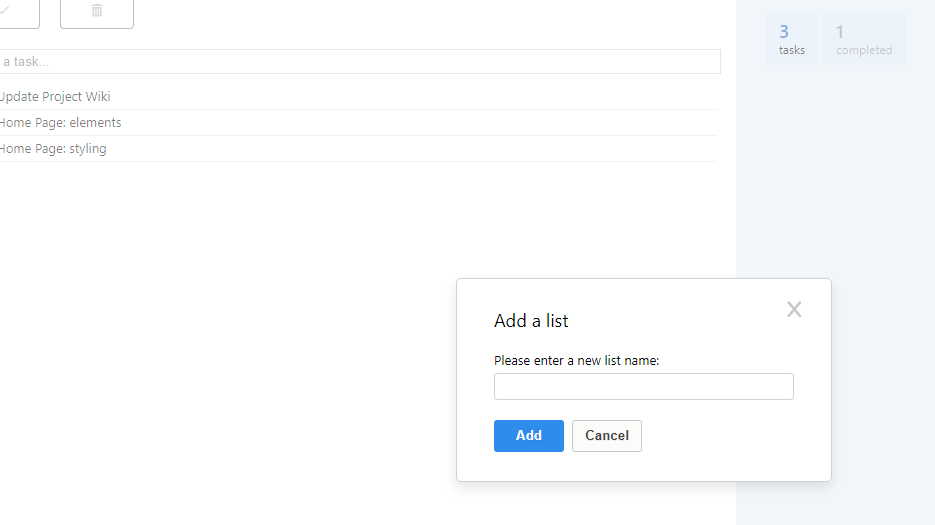 3
tasks
1
completed
a task...
Update Project Wiki
Home Page: elements
Home Page: styling
Add a list
Please enter a new list name:
Add
Cancel